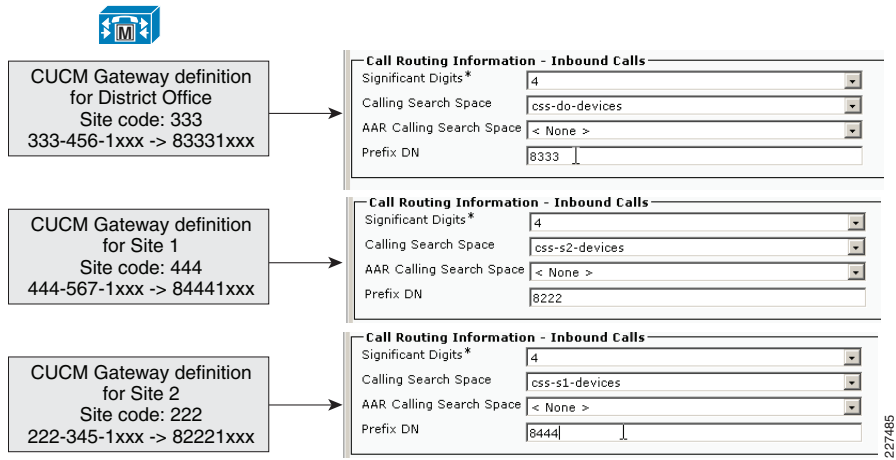 M
CUCM Gateway definition
for District Office
Site code: 333
333-456-1xxx -> 83331xxx
Call Routing Information - Inbound Calls
Significant Digits* 4
Calling Search Space css-do-devices
AAR Calling Search Space < None >
Prefix DN 8333
CUCM Gateway definition
for Site 1
Site code: 444
444-567-1xxx -> 84441xxx
Call Routing Information - Inbound Calls
Significant Digits* 4
Calling Search Space css-s2-devices
AAR Calling Search Space < None >
Prefix DN 8222
CUCM Gateway definition
for Site 2
Site code: 222
222-345-1xxx -> 82221xxx
Call Routing Information - Inbound Calls
Significant Digits* 4
Calling Search Space css-s1-devices
AAR Calling Search Space < None >
Prefix DN 8444
227485